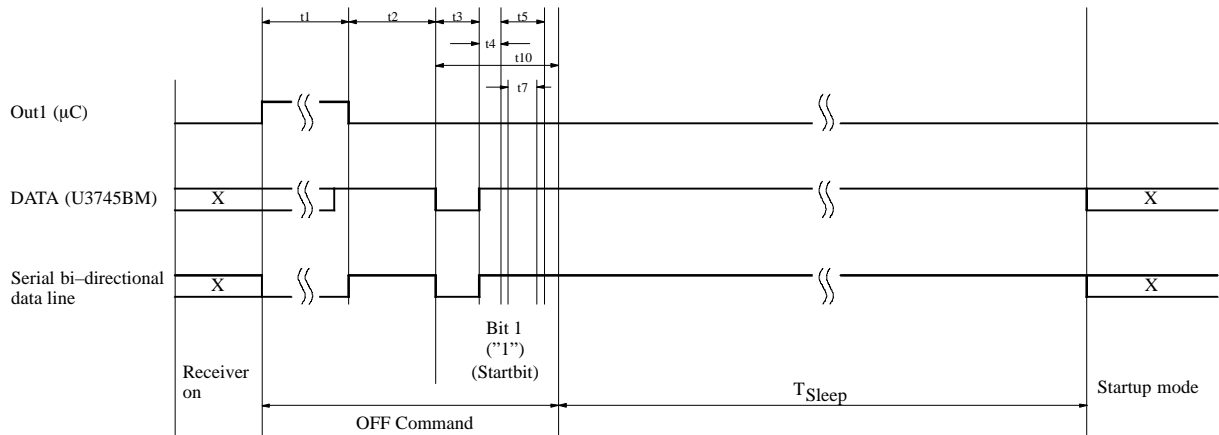 t1
t2
t3
t5
t4
t10
t7
Out1 (µC)
DATA (U3745BM)
X
X
Serial bi–directional
data line
X
X
Bit 1
(”1”)
(Startbit)
Receiver
on
TSleep
Startup mode
OFF Command